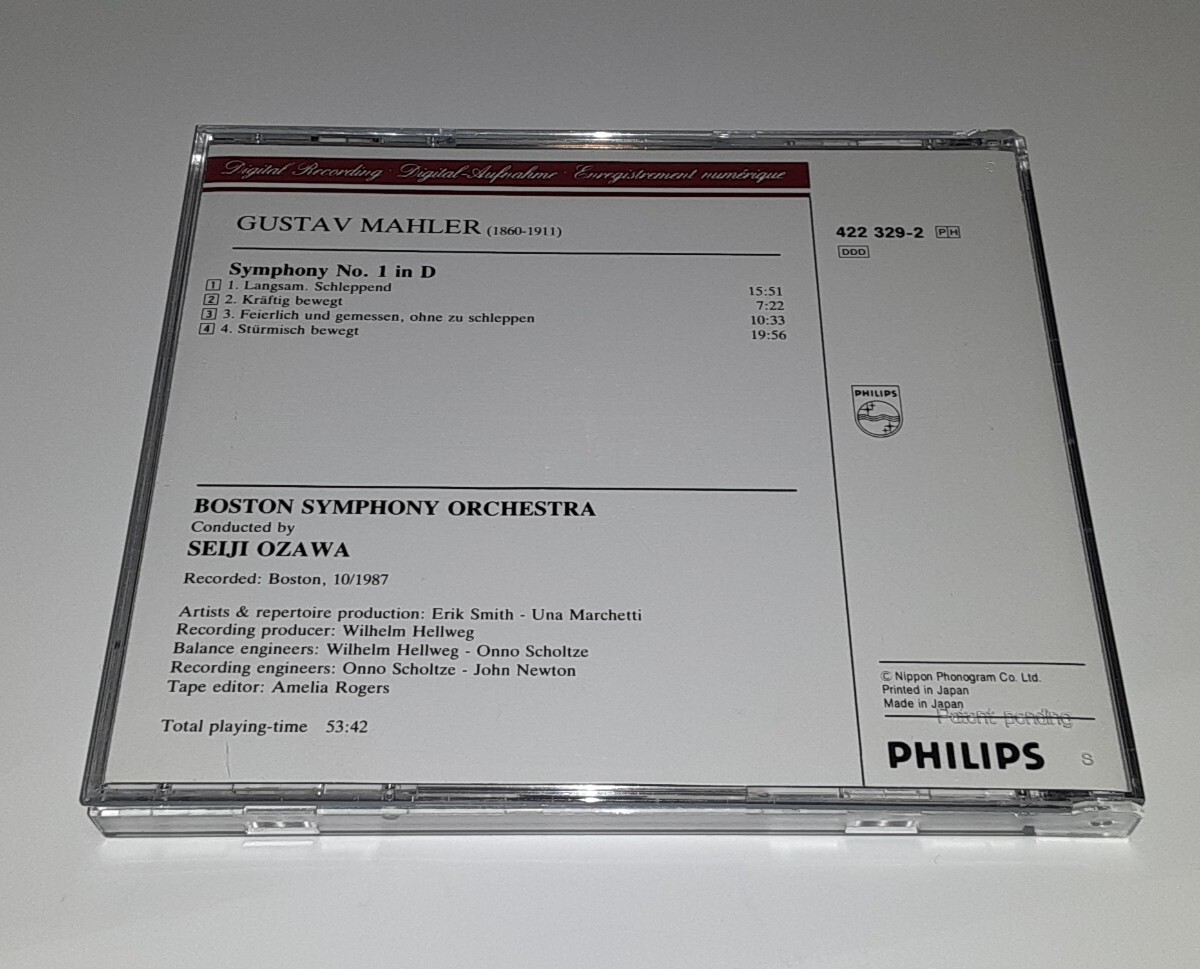 Digital Recording · Digital-Aufnahme · Enregistrement numérique
GUSTAV MAHLER (1860-1911)
Symphony No. 1 in D
1 1. Langsam. Schleppend 15:51
2 2. Kräftig bewegt 7:22
3 3. Feierlich und gemessen, ohne zu schleppen 10:33
4 4. Stürmisch bewegt 19:56
BOSTON SYMPHONY ORCHESTRA
Conducted by
SEIJI OZAWA
Recorded: Boston, 10/1987
Artists & repertoire production: Erik Smith - Una Marchetti
Recording producer: Wilhelm Hellweg
Balance engineers: Wilhelm Hellweg - Onno Scholtze
Recording engineers: Onno Scholtze - John Newton
Tape editor: Amelia Rogers
Total playing-time 53:42
422 329-2 PH
DDD
PHILIPS
© Nippon Phonogram Co. Ltd.
Printed in Japan
Made in Japan
Patent pending
PHILIPS S